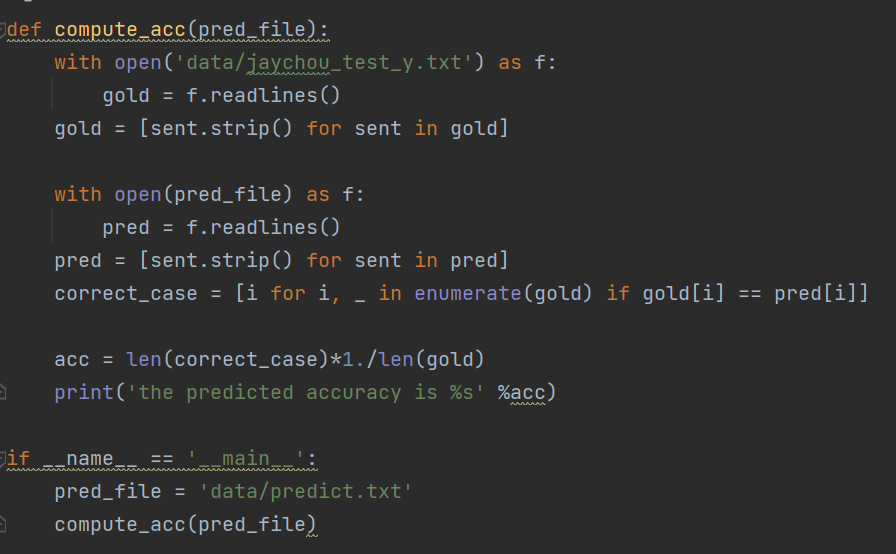 def compute_acc(pred_file):
    with open('data/jaychou_test_y.txt') as f:
        gold = f.readlines()
    gold = [sent.strip() for sent in gold]
    with open(pred_file) as f:
        pred = f.readlines()
    pred = [sent.strip() for sent in pred]
    correct_case = [i for i, _ in enumerate(gold) if gold[i] == pred[i]]
    acc = len(correct_case)*1./len(gold)
    print('the predicted accuracy is %s' %acc)
if __name__ == '__main__':
    pred_file = 'data/predict.txt'
    compute_acc(pred_file)